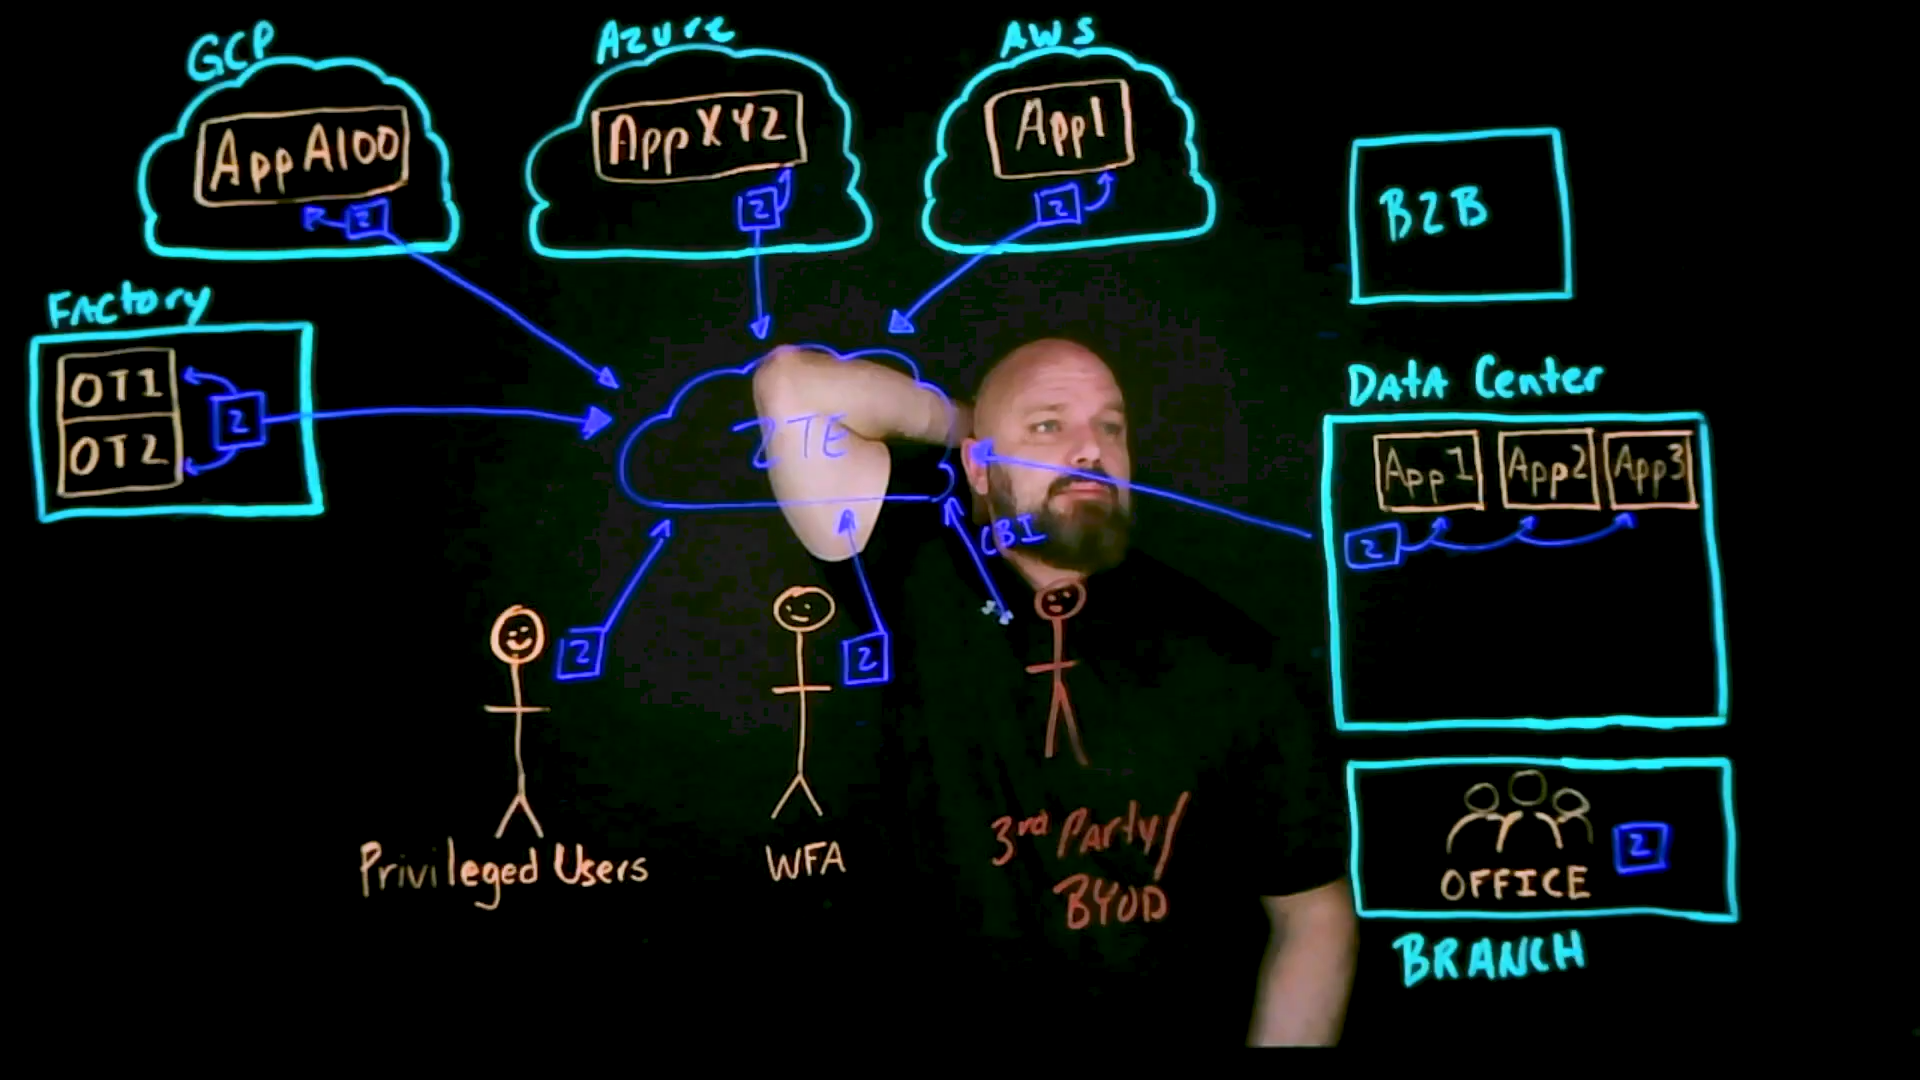 GCP
Azure
AWS
App A100
App XYZ
App1
Z
Z
Z
B2B
Factory
OT1
OT2
Z
ZTE
Data Center
App1
App2
App3
Z
CBI
Z
Z
Privileged Users
WFA
3rd Party/
BYOD
OFFICE
Z
BRANCH